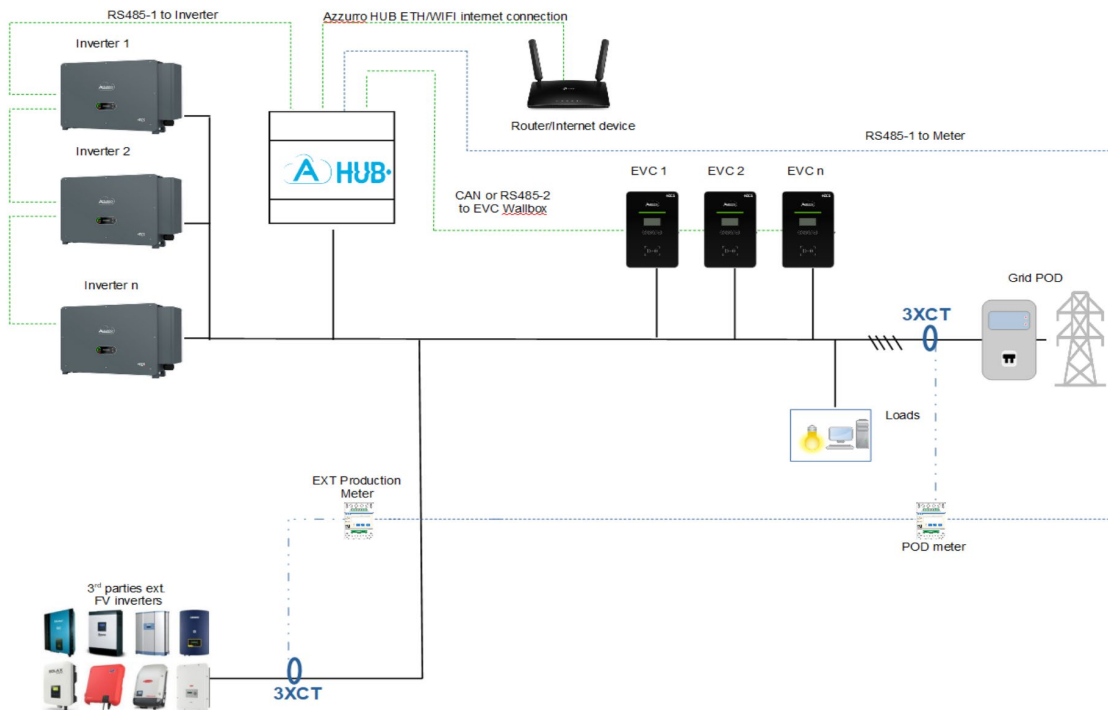 RS485-1 to Inverter
Azzurro HUB ETH/WIFI internet connection
Inverter 1
Router/Internet device
RS485-1 to Meter
Inverter 2
A HUB
EVC 1
EVC 2
EVC n
CAN or RS485-2
to EVC Wallbox
Inverter n
Grid POD
3XCT
Loads
EXT Production
Meter
POD meter
3rd parties ext.
FV inverters
3XCT